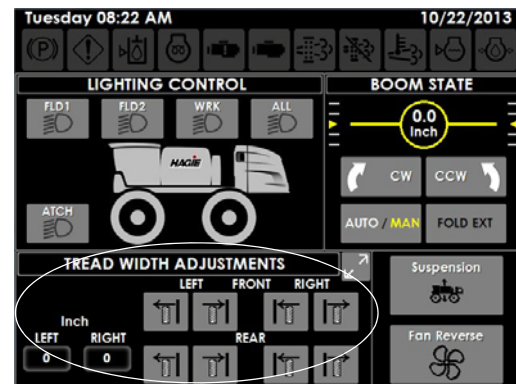 Tuesday 08:22 AM 10/22/2013
(P)
LIGHTING CONTROL
FLD1 FLD2 WRK ALL
HAGIE
ATCH
BOOM STATE
0.0
Inch
CW CCW
AUTO / MAN FOLD EXT
TREAD WIDTH ADJUSTMENTS
LEFT FRONT RIGHT
Inch
LEFT RIGHT REAR
0 0
Suspension
Fan Reverse